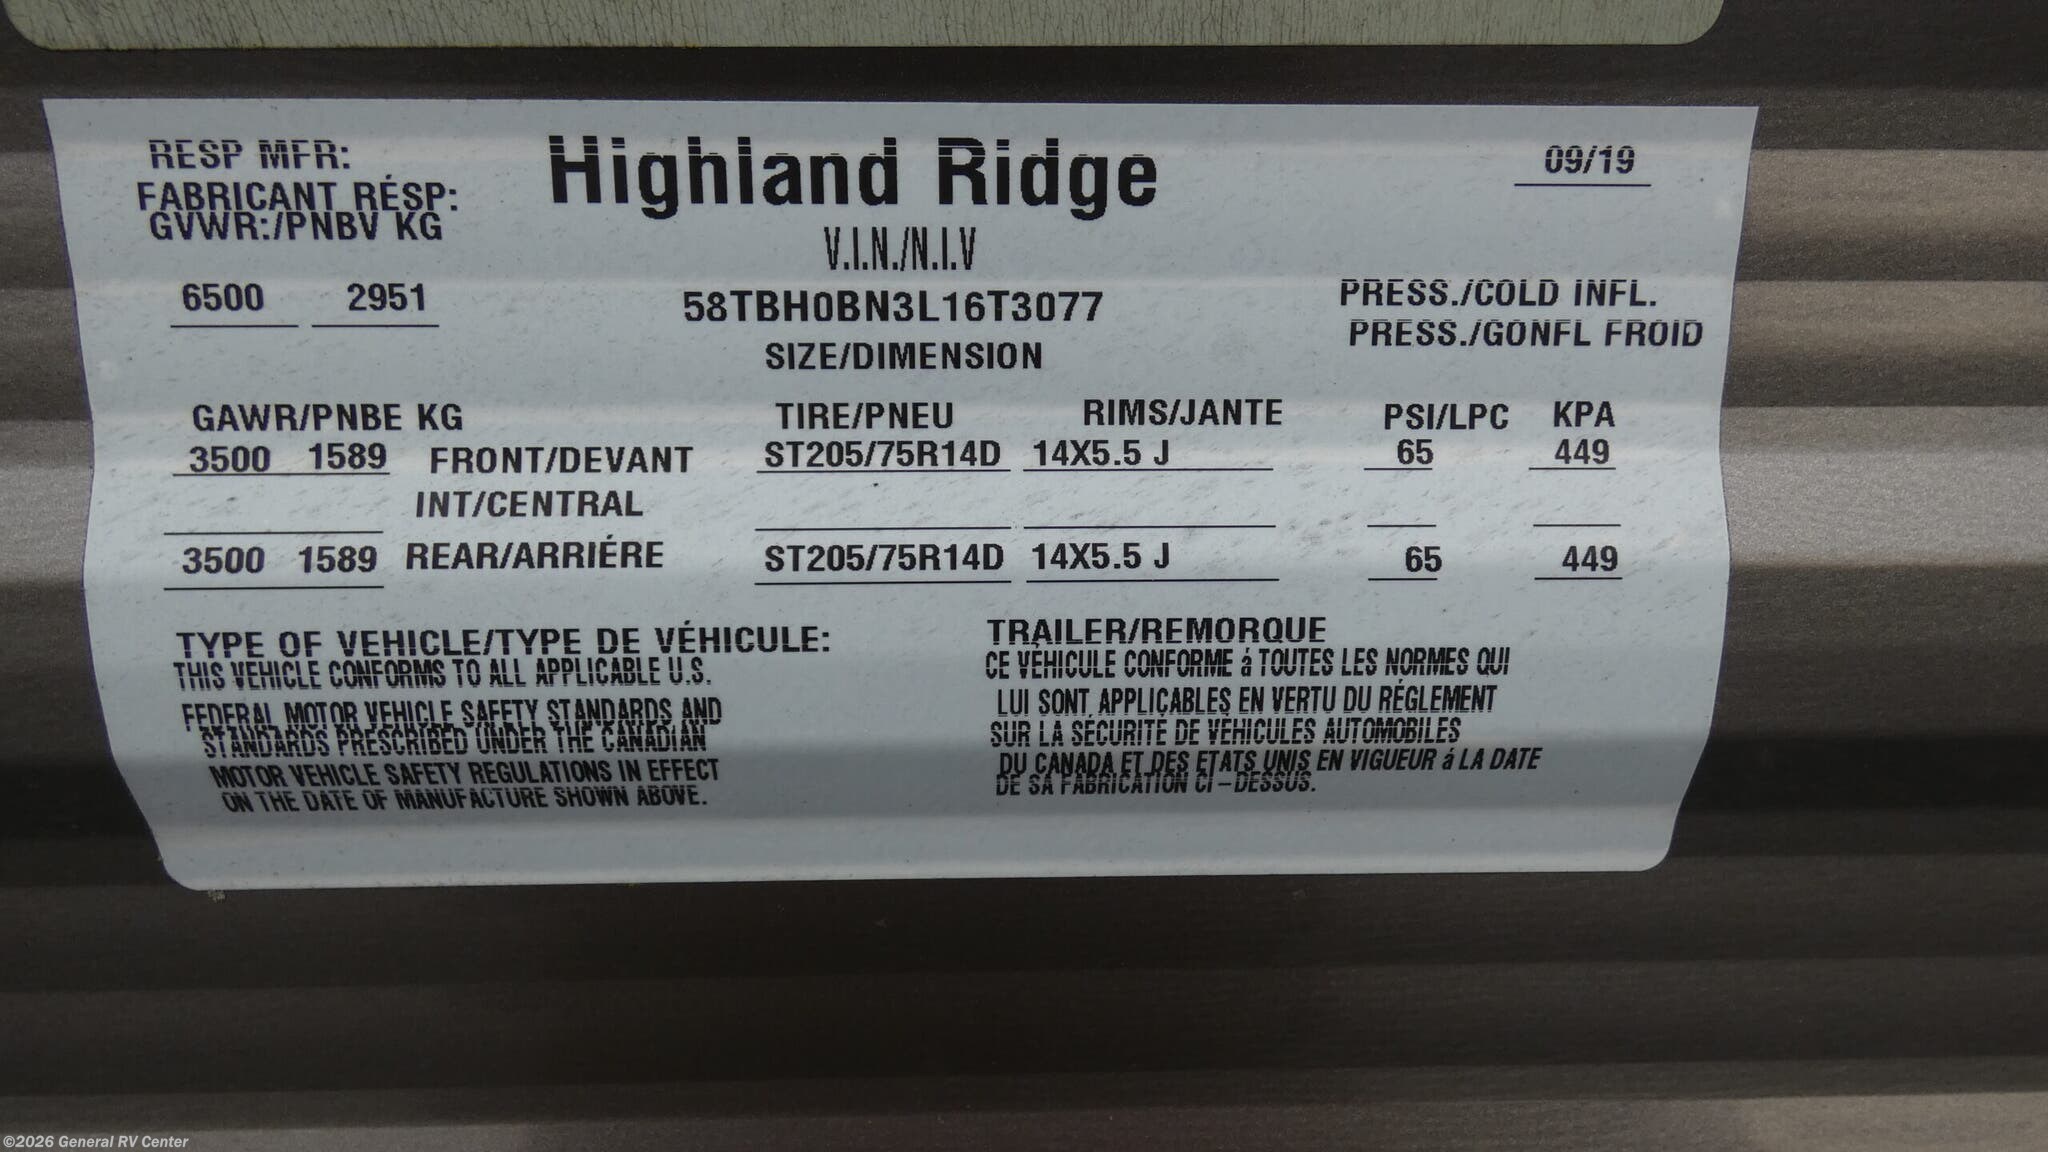 RESP MFR: Highland Ridge 09/19
FABRICANT RÉSP:
GVWR:/PNBV KG
V.I.N./N.I.V
6500 2951 58TBH0BN3L16T3077 PRESS./COLD INFL.
PRESS./GONFL FROID
SIZE/DIMENSION
GAWR/PNBE KG TIRE/PNEU RIMS/JANTE PSI/LPC KPA
3500 1589 FRONT/DEVANT ST205/75R14D 14X5.5 J 65 449
INT/CENTRAL
3500 1589 REAR/ARRIÉRE ST205/75R14D 14X5.5 J 65 449
TYPE OF VEHICLE/TYPE DE VÉHICULE: TRAILER/REMORQUE
THIS VEHICLE CONFORMS TO ALL APPLICABLE U.S.
FEDERAL MOTOR VEHICLE SAFETY STANDARDS AND
STANDARDS PRESCRIBED UNDER THE CANADIAN
MOTOR VEHICLE SAFETY REGULATIONS IN EFFECT
ON THE DATE OF MANUFACTURE SHOWN ABOVE.
CE VÉHICULE CONFORME á TOUTES LES NORMES QUI
LUI SONT APPLICABLES EN VERTU DU RÉGLEMENT
SUR LA SÉCURITÉ DE VÉHICULES AUTOMOBILES
DU CANADA ET DES ETATS UNIS EN VIGUEUR á LA DATE
DE SA FABRICATION CI-DESSUS.
©2026 General RV Center